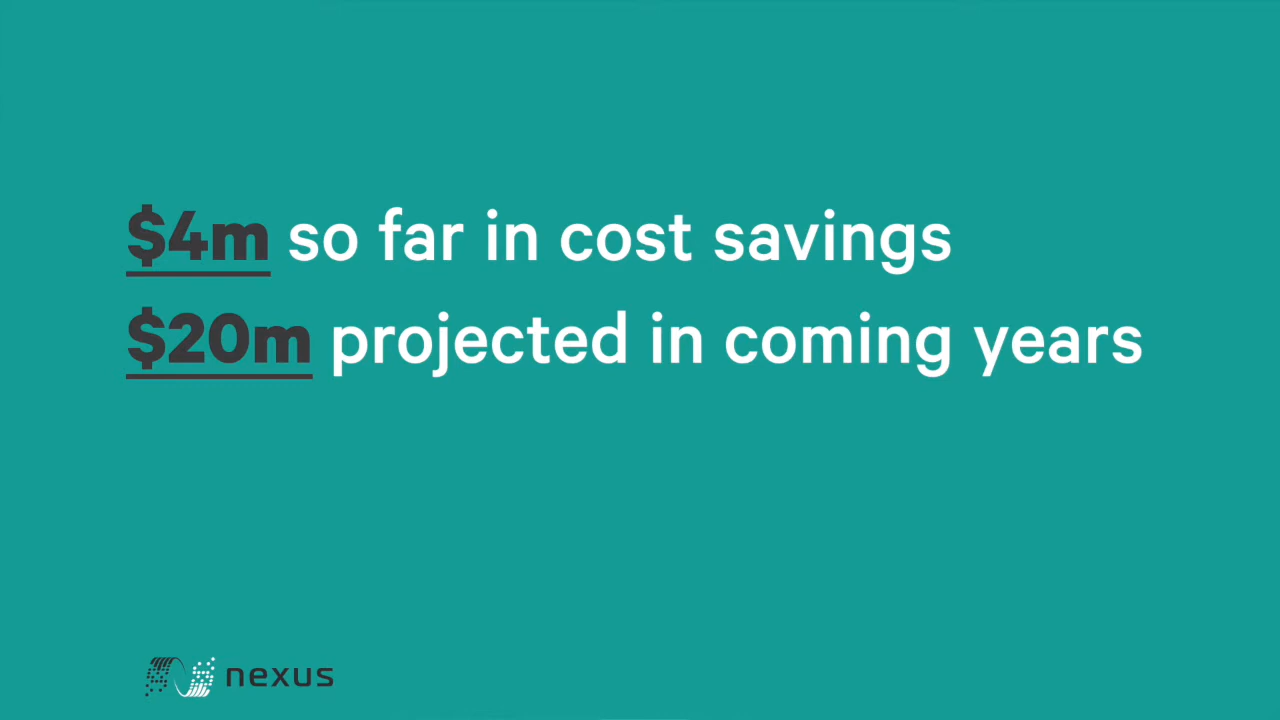 $4m so far in cost savings
$20m projected in coming years
nexus